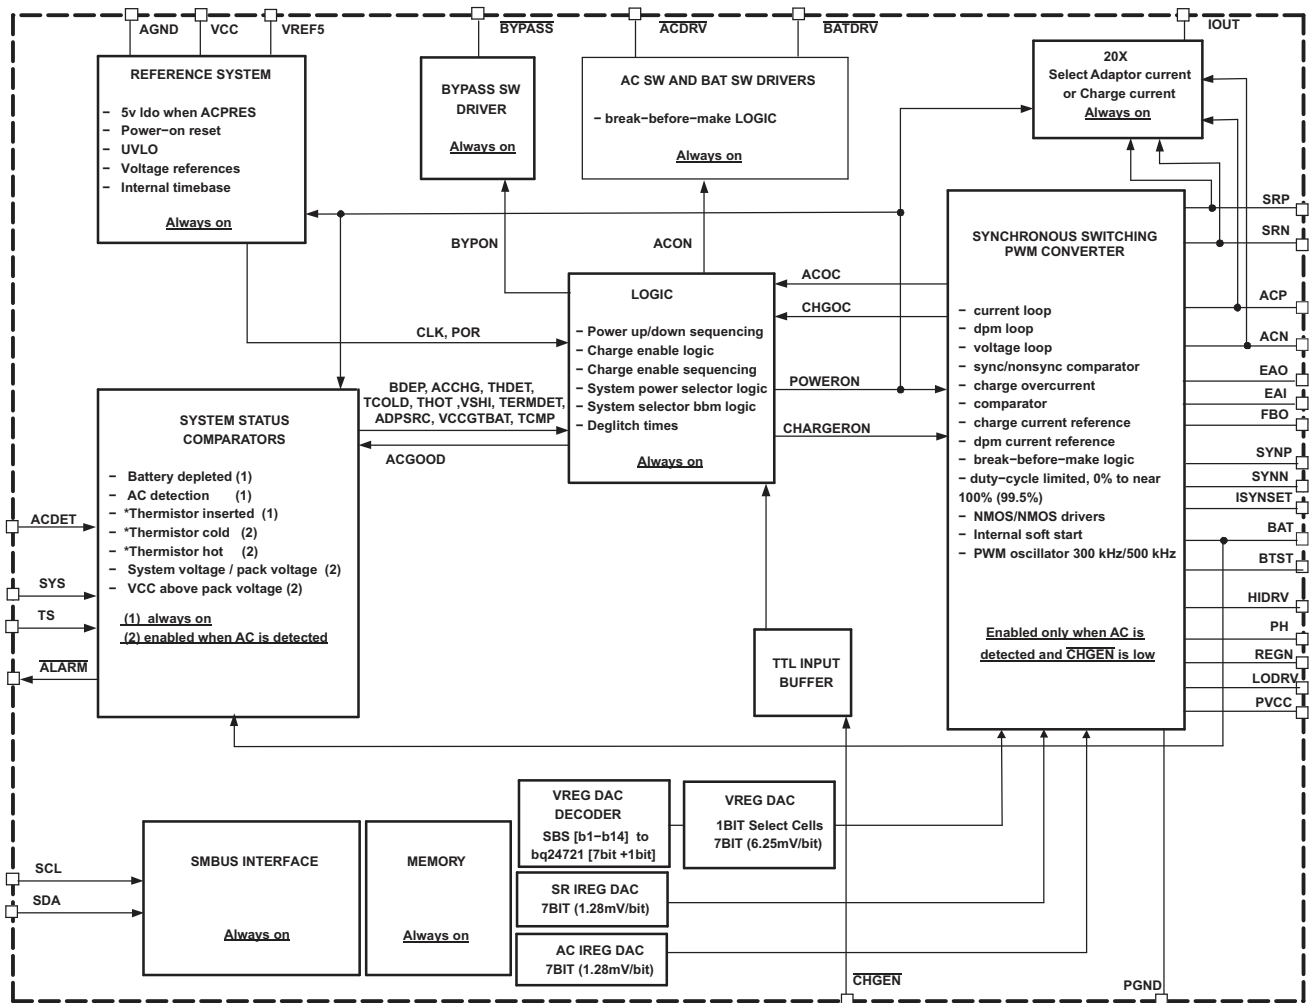 AGND
VCC
VREF5
BYPASS
ACDRV
BATDRV
IOUT
REFERENCE SYSTEM
− 5v ldo when ACPRES
− Power−on reset
− UVLO
− Voltage references
− Internal timebase
Always on
BYPASS SW
DRIVER
Always on
AC SW AND BAT SW DRIVERS
− break−before−make LOGIC
Always on
20X
Select Adaptor current
or Charge current
Always on
BYPON
ACON
CLK, POR
LOGIC
− Power up/down sequencing
− Charge enable logic
− Charge enable sequencing
− System power selector logic
− System selector bbm logic
− Deglitch times
Always on
ACOC
CHGOC
POWERON
CHARGERON
SYNCHRONOUS SWITCHING
PWM CONVERTER
− current loop
− dpm loop
− voltage loop
− sync/nonsync comparator
− charge overcurrent
− comparator
− charge current reference
− dpm current reference
− break−before−make logic
− duty−cycle limited, 0% to near
100% (99.5%)
− NMOS/NMOS drivers
− Internal soft start
− PWM oscillator 300 kHz/500 kHz
Enabled only when AC is
detected and CHGEN is low
SRP
SRN
ACP
ACN
EAO
EAI
FBO
SYNP
SYNN
ISYNSET
BAT
BTST
HIDRV
PH
REGN
LODRV
PVCC
BDEP, ACCHG, THDET,
TCOLD, THOT ,VSHI, TERMDET,
ADPSRC, VCCGTBAT, TCMP
ACGOOD
SYSTEM STATUS
COMPARATORS
− Battery depleted (1)
− AC detection (1)
− *Thermistor inserted (1)
− *Thermistor cold (2)
− *Thermistor hot (2)
− System voltage / pack voltage (2)
− VCC above pack voltage (2)
(1) always on
(2) enabled when AC is detected
ACDET
SYS
TS
ALARM
TTL INPUT
BUFFER
VREG DAC
DECODER
SBS [b1−b14] to
bq24721 [7bit +1bit]
VREG DAC
1BIT Select Cells
7BIT (6.25mV/bit)
SMBUS INTERFACE
Always on
MEMORY
Always on
SR IREG DAC
7BIT (1.28mV/bit)
AC IREG DAC
7BIT (1.28mV/bit)
SCL
SDA
CHGEN
PGND